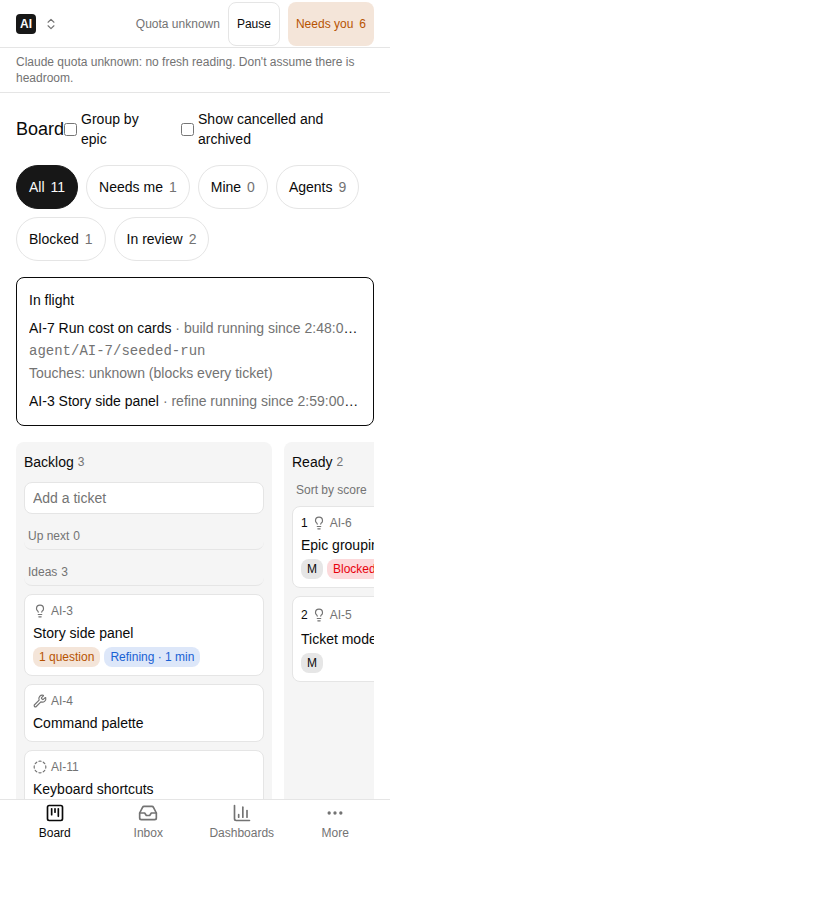 AI
Quota unknown
Pause
Needs you 6
Claude quota unknown: no fresh reading. Don't assume there is
headroom.
Board
Group by
epic
Show cancelled and
archived
All 11
Needs me 1
Mine 0
Agents 9
Blocked 1
In review 2
In flight
AI-7 Run cost on cards · build running since 2:48:0…
agent/AI-7/seeded-run
Touches: unknown (blocks every ticket)
AI-3 Story side panel · refine running since 2:59:00…
Backlog 3
Add a ticket
Up next 0
Ideas 3
AI-3
Story side panel
1 question
Refining · 1 min
AI-4
Command palette
AI-11
Keyboard shortcuts
Ready 2
Sort by score
1 AI-6
Epic groupin
M
Blocked
2 AI-5
Ticket mode
M
Board
Inbox
Dashboards
More